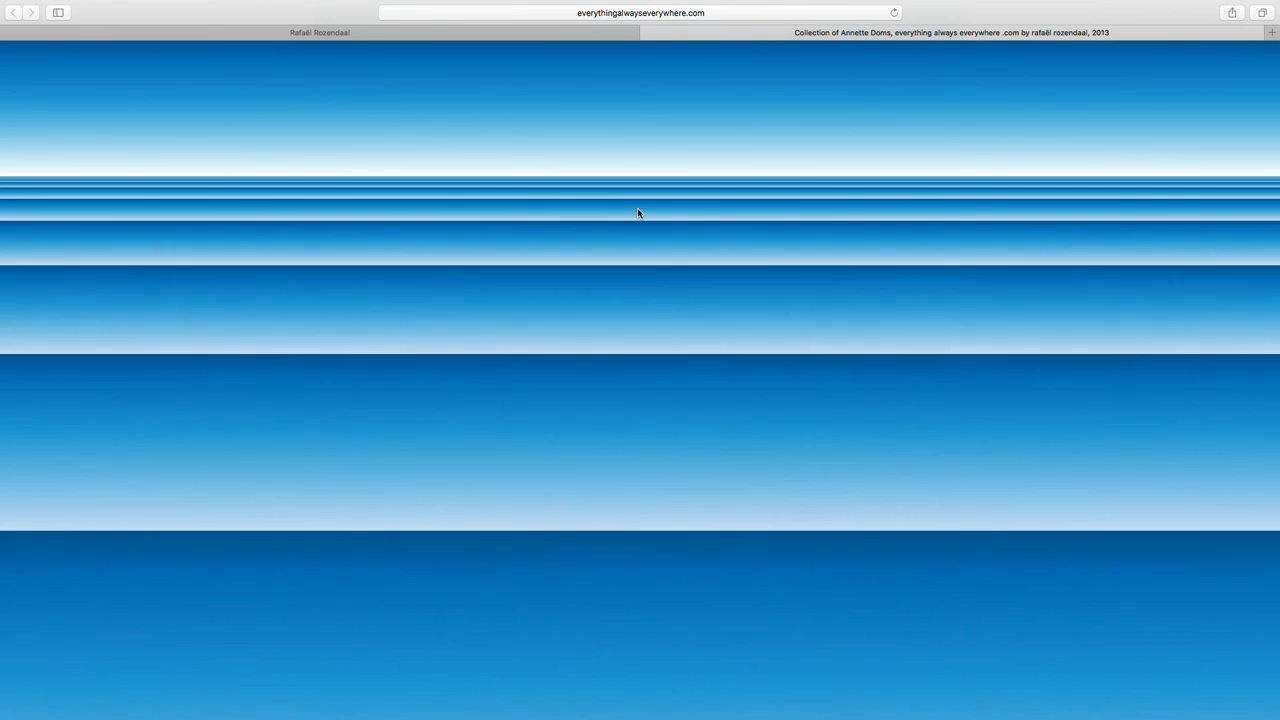 everythingalwayseverywhere.com
Rafaël Rozendaal
Collection of Annette Doms, everything always everywhere .com by rafaël rozendaal, 2013